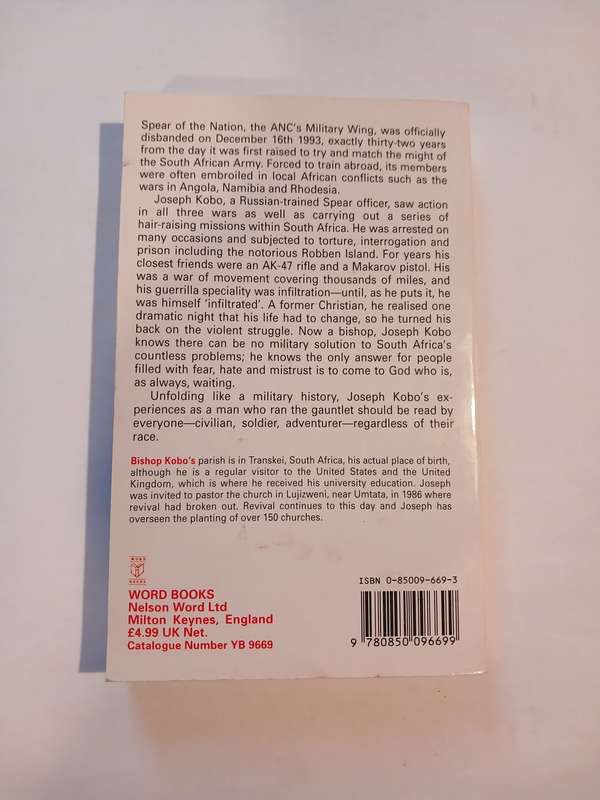 Spear of the Nation, the ANC's Military Wing, was officially
disbanded on December 16th 1993, exactly thirty-two years
from the day it was first raised to try and match the might of
the South African Army. Forced to train abroad, its members
were often embroiled in local African conflicts such as the
wars in Angola, Namibia and Rhodesia.
Joseph Kobo, a Russian-trained Spear officer, saw action
in all three wars as well as carrying out a series of
hair-raising missions within South Africa. He was arrested on
many occasions and subjected to torture, interrogation and
prison including the notorious Robben Island. For years his
closest friends were an AK-47 rifle and a Makarov pistol. His
was a war of movement covering thousands of miles, and
his guerrilla speciality was infiltration—until, as he puts it, he
was himself 'infiltrated'. A former Christian, he realised one
dramatic night that his life had to change, so he turned his
back on the violent struggle. Now a bishop, Joseph Kobo
knows there can be no military solution to South Africa's
countless problems; he knows the only answer for people
filled with fear, hate and mistrust is to come to God who is,
as always, waiting.
Unfolding like a military history, Joseph Kobo's ex-
periences as a man who ran the gauntlet should be read by
everyone—civilian, soldier, adventurer—regardless of their
race.
Bishop Kobo's parish is in Transkei, South Africa, his actual place of birth,
although he is a regular visitor to the United States and the United
Kingdom, which is where he received his university education. Joseph
was invited to pastor the church in Lujizweni, near Umtata, in 1986 where
revival had broken out. Revival continues to this day and Joseph has
overseen the planting of over 150 churches.
WORD
BOOKS
WORD BOOKS
Nelson Word Ltd
Milton Keynes, England
£4.99 UK Net.
Catalogue Number YB 9669
ISBN 0-85009-669-3
9 780850 096699